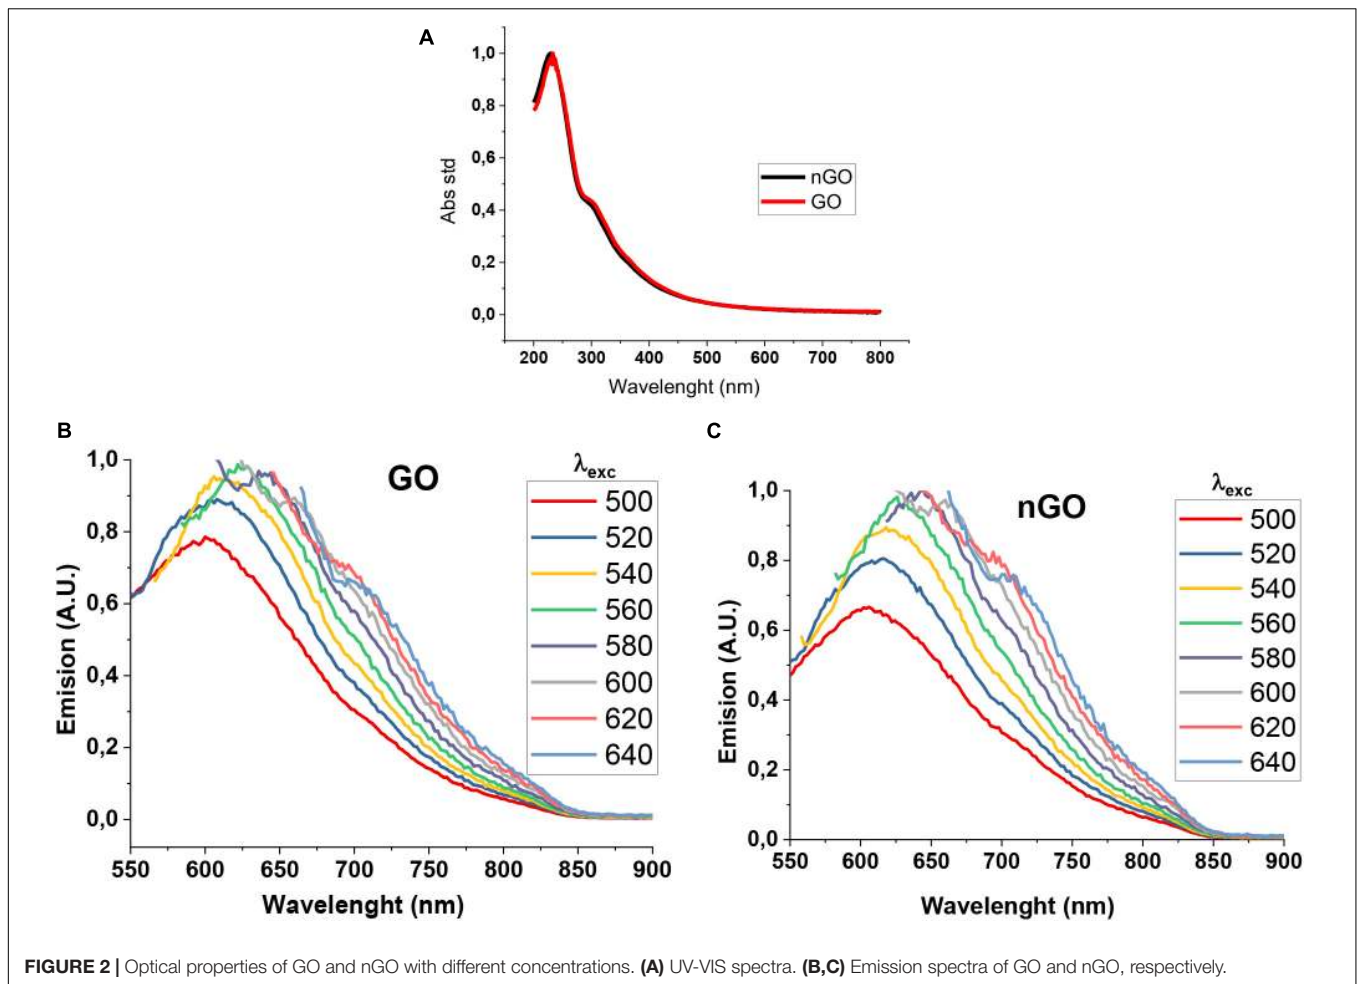 A
1,0
0,8
0,6
0,4
0,2
0,0
Abs std
nGO
GO
200 300 400 500 600 700 800
Wavelenght (nm)
B
1,0
0,8
0,6
0,4
0,2
0,0
Emision (A.U.)
GO
λexc
500
520
540
560
580
600
620
640
550 600 650 700 750 800 850 900
Wavelenght (nm)
C
1,0
0,8
0,6
0,4
0,2
0,0
Emision (A.U.)
nGO
λexc
500
520
540
560
580
600
620
640
550 600 650 700 750 800 850 900
Wavelenght (nm)
FIGURE 2 | Optical properties of GO and nGO with different concentrations. (A) UV-VIS spectra. (B,C) Emission spectra of GO and nGO, respectively.